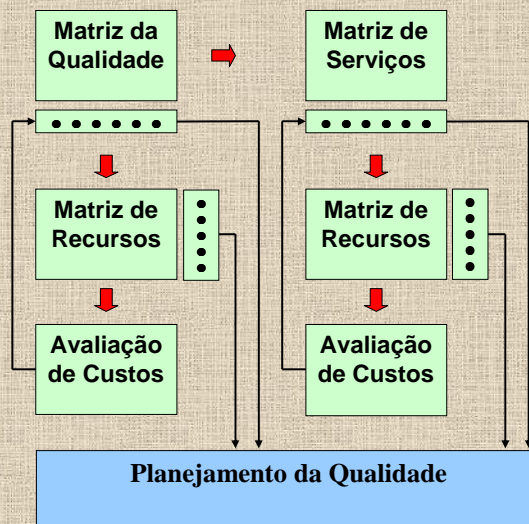 Matriz da
Qualidade
Matriz de
Serviços
Matriz de
Recursos
Matriz de
Recursos
Avaliação
de Custos
Avaliação
de Custos
Planejamento da Qualidade